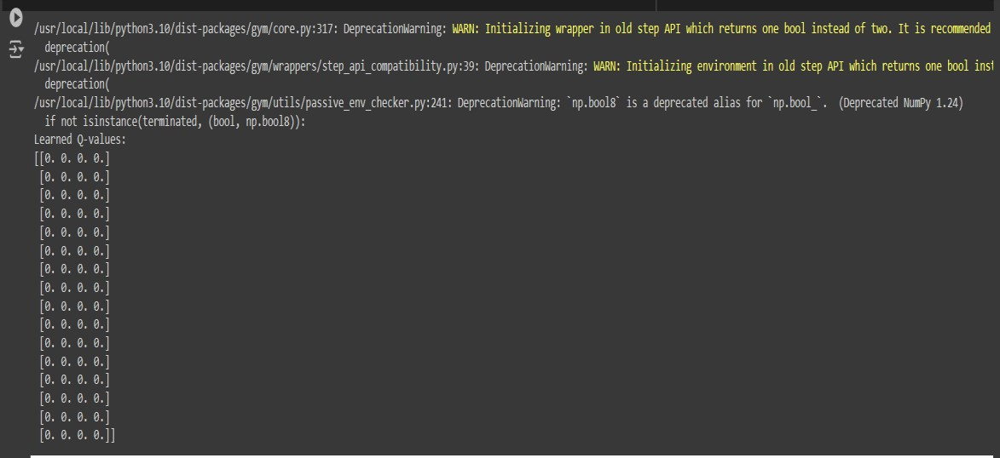 /usr/local/lib/python3.10/dist-packages/gym/core.py:317: DeprecationWarning: WARN: Initializing wrapper in old step API which returns one bool instead of two. It is recommended
deprecation(
/usr/local/lib/python3.10/dist-packages/gym/wrappers/step_api_compatibility.py:39: DeprecationWarning: WARN: Initializing environment in old step API which returns one bool inst
deprecation(
/usr/local/lib/python3.10/dist-packages/gym/utils/passive_env_checker.py:241: DeprecationWarning: `np.bool8` is a deprecated alias for `np.bool_`.  (Deprecated NumPy 1.24)
if not isinstance(terminated, (bool, np.bool8)):
Learned Q-values:
[[0. 0. 0. 0.]
[0. 0. 0. 0.]
[0. 0. 0. 0.]
[0. 0. 0. 0.]
[0. 0. 0. 0.]
[0. 0. 0. 0.]
[0. 0. 0. 0.]
[0. 0. 0. 0.]
[0. 0. 0. 0.]
[0. 0. 0. 0.]
[0. 0. 0. 0.]
[0. 0. 0. 0.]
[0. 0. 0. 0.]
[0. 0. 0. 0.]
[0. 0. 0. 0.]
[0. 0. 0. 0.]]